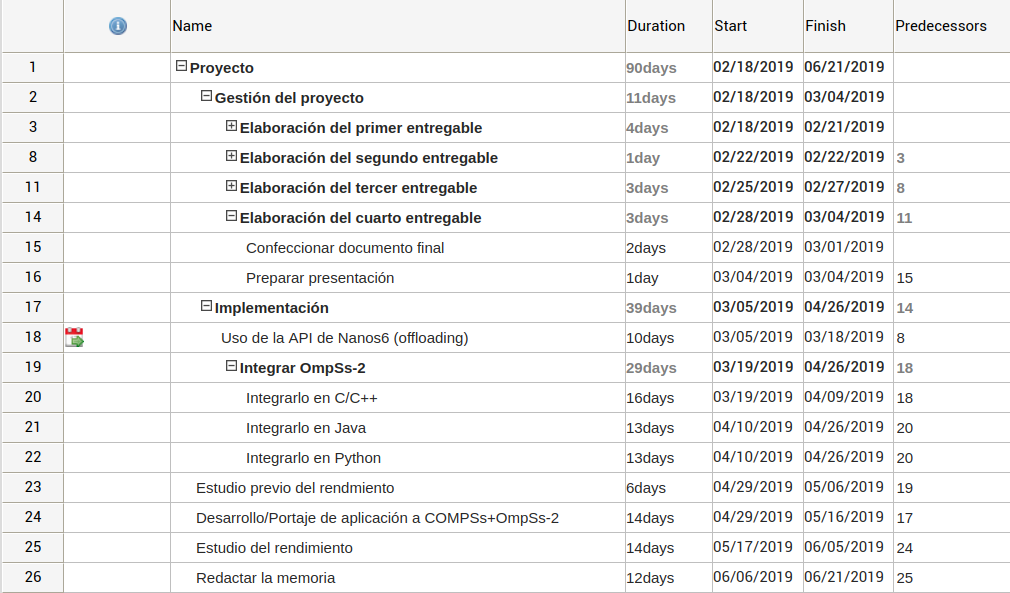 Name Duration Start Finish Predecessors
1 Proyecto 90days 02/18/2019 06/21/2019
2 Gestión del proyecto 11days 02/18/2019 03/04/2019
3 Elaboración del primer entregable 4days 02/18/2019 02/21/2019
8 Elaboración del segundo entregable 1day 02/22/2019 02/22/2019 3
11 Elaboración del tercer entregable 3days 02/25/2019 02/27/2019 8
14 Elaboración del cuarto entregable 3days 02/28/2019 03/04/2019 11
15 Confeccionar documento final 2days 02/28/2019 03/01/2019
16 Preparar presentación 1day 03/04/2019 03/04/2019 15
17 Implementación 39days 03/05/2019 04/26/2019 14
18 Uso de la API de Nanos6 (offloading) 10days 03/05/2019 03/18/2019 8
19 Integrar OmpSs-2 29days 03/19/2019 04/26/2019 18
20 Integrarlo en C/C++ 16days 03/19/2019 04/09/2019 18
21 Integrarlo en Java 13days 04/10/2019 04/26/2019 20
22 Integrarlo en Python 13days 04/10/2019 04/26/2019 20
23 Estudio previo del rendmiento 6days 04/29/2019 05/06/2019 19
24 Desarrollo/Portaje de aplicación a COMPSs+OmpSs-2 14days 04/29/2019 05/16/2019 17
25 Estudio del rendimiento 14days 05/17/2019 06/05/2019 24
26 Redactar la memoria 12days 06/06/2019 06/21/2019 25